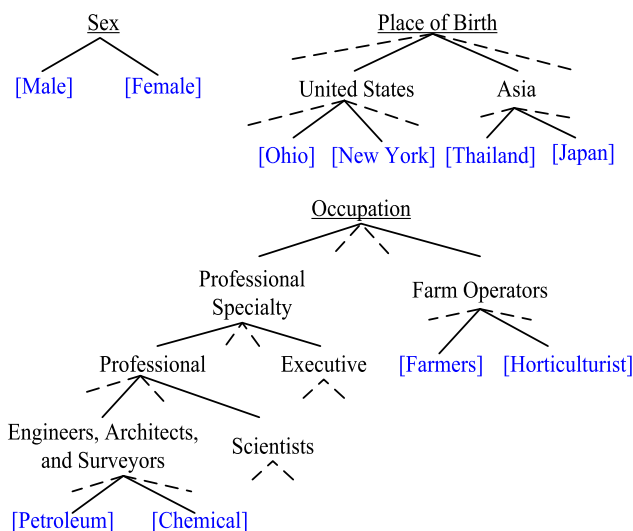 Sex
Place of Birth
[Male]
[Female]
United States
Asia
[Ohio]
[New York]
[Thailand]
[Japan]
Occupation
Professional
Specialty
Farm Operators
Professional
Executive
[Farmers]
[Horticulturist]
Engineers, Architects,
and Surveyors
Scientists
[Petroleum]
[Chemical]